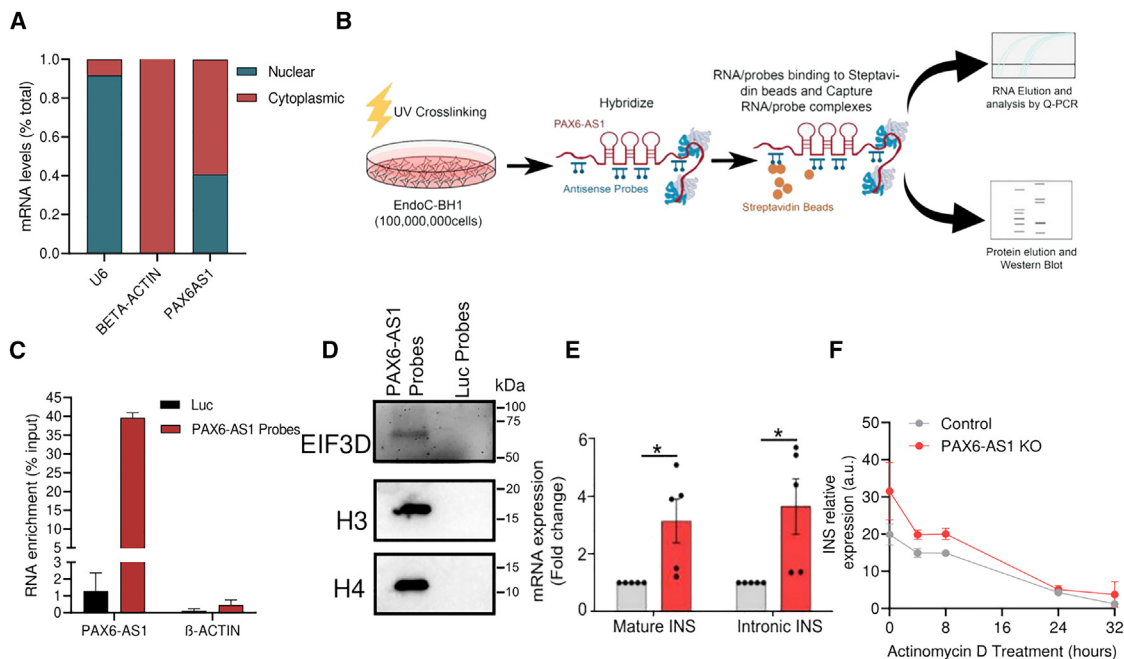 A
mRNA levels (% total)
1.0
0.8
0.6
0.4
0.2
0.0
U6
BETA-ACTIN
PAX6AS1
Nuclear
Cytoplasmic
B
UV Crosslinking
EndoC-BH1
(100,000,000cells)
Hybridize
PAX6-AS1
Antisense Probes
RNA/probes binding to Steptavi-
din beads and Capture
RNA/probe complexes
Streptavidin Beads
RNA Elution and
analysis by Q-PCR
Protein elution and
Western Blot
C
RNA enrichment (% input)
45
40
35
30
25
20
15
10
5
3
2
1
0
Luc
PAX6-AS1 Probes
PAX6-AS1
ß-ACTIN
D
PAX6-AS1
Probes
Luc Probes
kDa
EIF3D
100
75
50
H3
20
15
H4
15
10
E
mRNA expression
(Fold change)
6
4
2
0
*
*
Mature INS
Intronic INS
F
INS relative
expression (a.u.)
50
40
30
20
10
0
Control
PAX6-AS1 KO
0
8
16
24
32
Actinomycin D Treatment (hours)